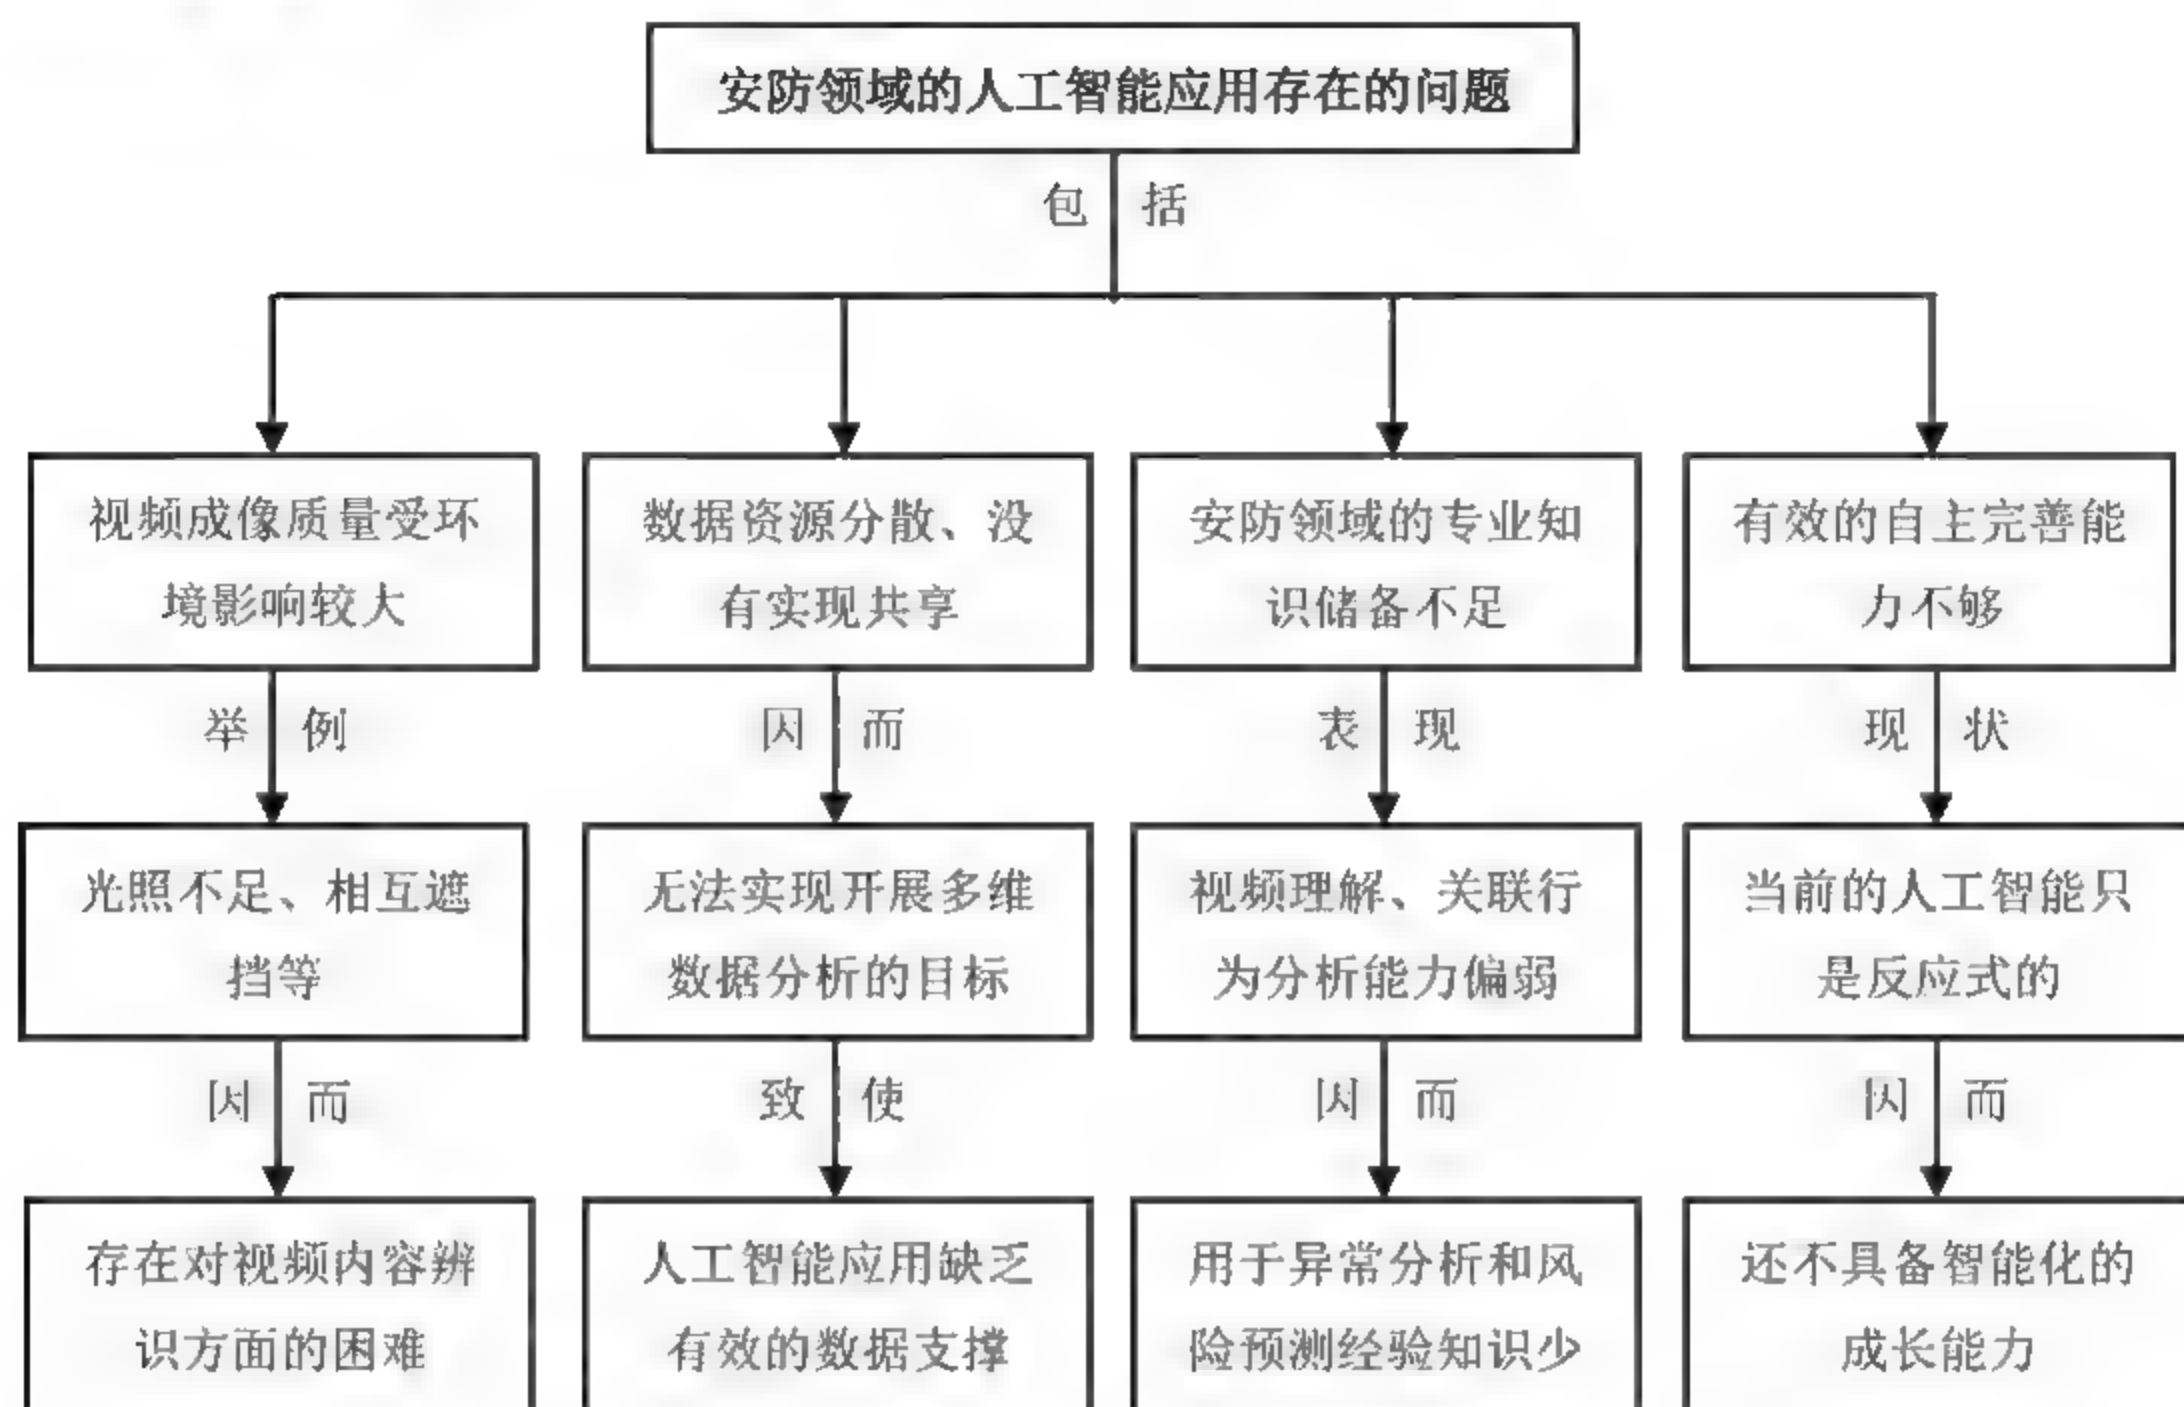 安防领域的人工智能应用存在的问题
包括
视频成像质量受环
境影响较大
数据资源分散、没
有实现共享
安防领域的专业知
识储备不足
有效的自主完善能
力不够
举例
因而
表现
现状
光照不足、相互遮
挡等
无法实现开展多维
数据分析的目标
视频理解、关联行
为分析能力偏弱
当前的人工智能只
是反应式的
因而
致使
因而
因而
存在对视频内容辨
识方面的困难
人工智能应用缺乏
有效的数据支撑
用于异常分析和风
险预测经验知识少
还不具备智能化的
成长能力